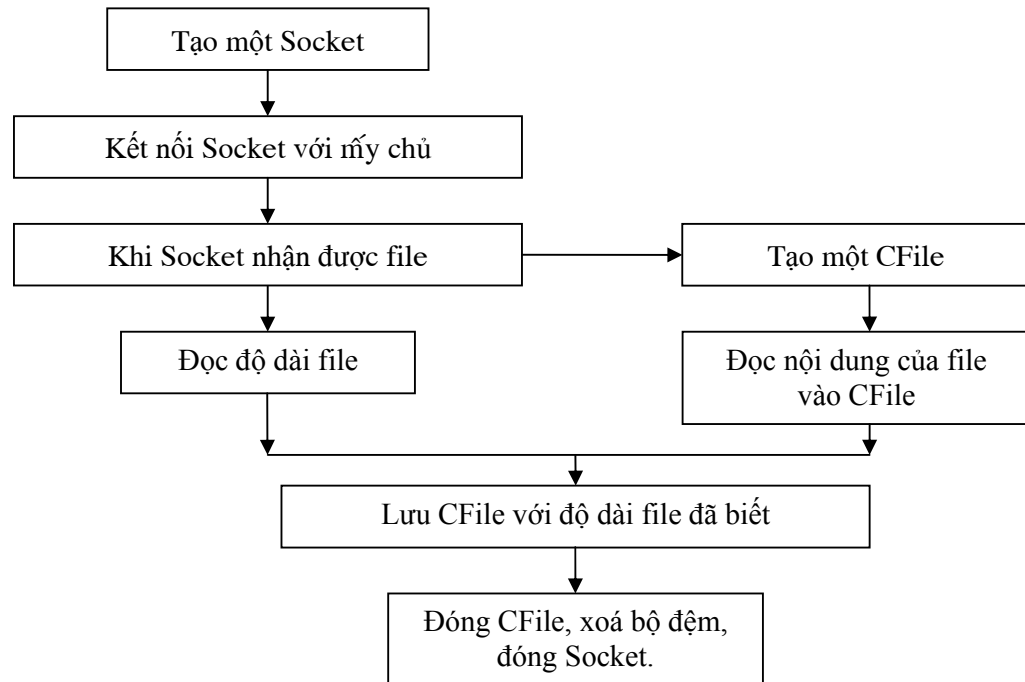 Tạo một Socket
Kết nối Socket với mấy chủ
Khi Socket nhận được file
Tạo một CFile
Đọc độ dài file
Đọc nội dung của file
vào CFile
Lưu CFile với độ dài file đã biết
Đóng CFile, xoá bộ đệm,
đóng Socket.